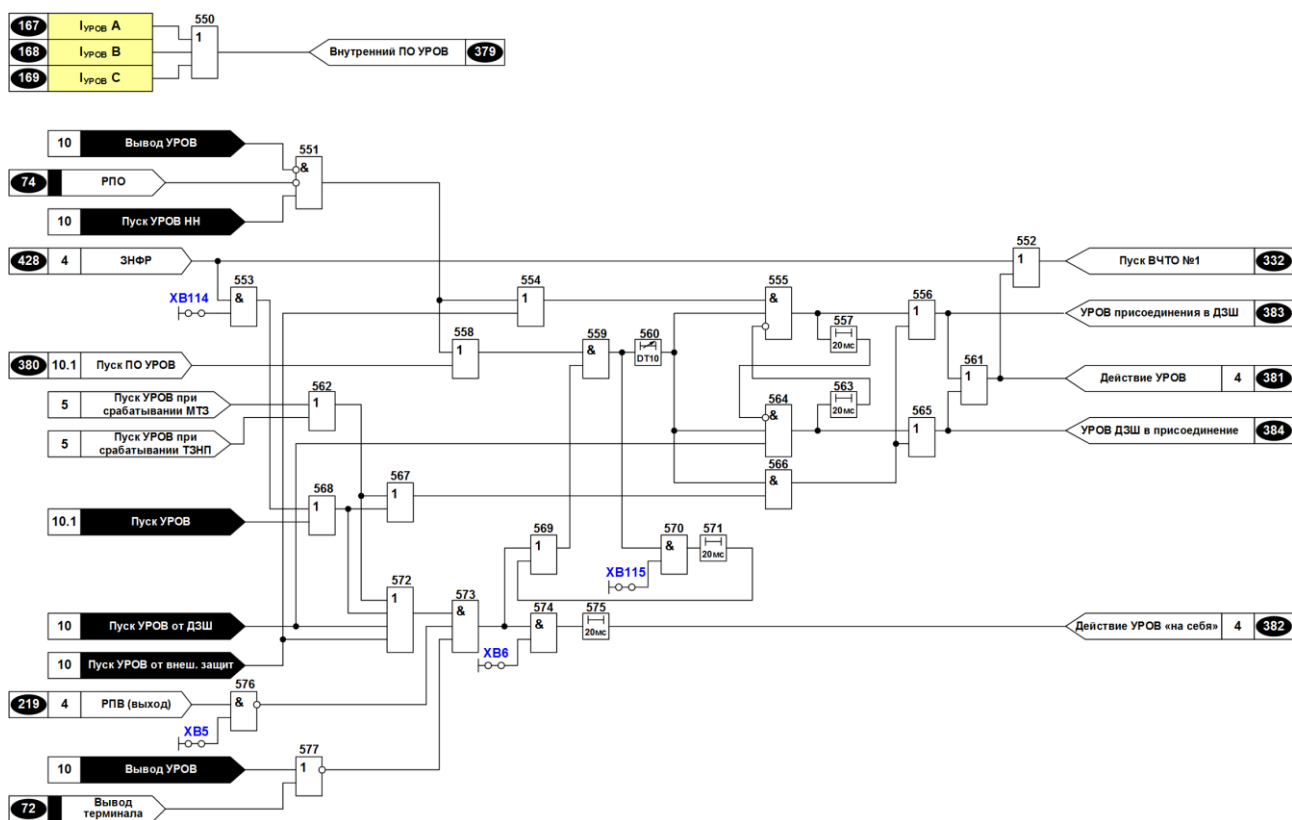 550
167 IУРОВ A
1
168 IУРОВ B
Внутренний ПО УРОВ 379
169 IУРОВ C
10 Вывод УРОВ
551
&
74 РПО
10 Пуск УРОВ НН
552
428 4 ЗНФР
1
Пуск ВЧТО №1 332
553
554
555
556
XB114
&
1
&
1
557
УРОВ присоединения в ДЗШ 383
558
559
560
20мс
1
&
DT10
561
380 10.1 Пуск ПО УРОВ
562
563
1
Действие УРОВ 4 381
5 Пуск УРОВ при
срабатывании МТЗ
1
20мс
564
565
&
1
УРОВ ДЗШ в присоединение 384
5 Пуск УРОВ при
срабатывании ТЗНП
566
567
568
&
1
1
10.1 Пуск УРОВ
569
570
571
1
&
20мс
XB115
572
573
574
575
1
&
&
20мс
10 Пуск УРОВ от ДЗШ
Действие УРОВ «на себя» 4 382
XB6
10 Пуск УРОВ от внеш. защит
576
219 4 РПВ (выход)
&
XB5
577
10 Вывод УРОВ
1
72 Вывод
терминала